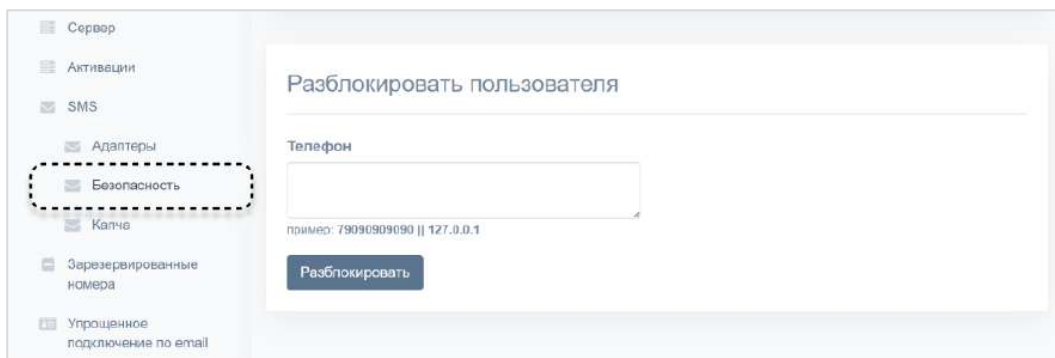 Сервер
Активации
SMS
Адаптеры
Безопасность
Капча
Зарезервированные
номера
Упрощенное
подключение по email
Разблокировать пользователя
Телефон
пример: 79090909090 || 127.0.0.1
Разблокировать